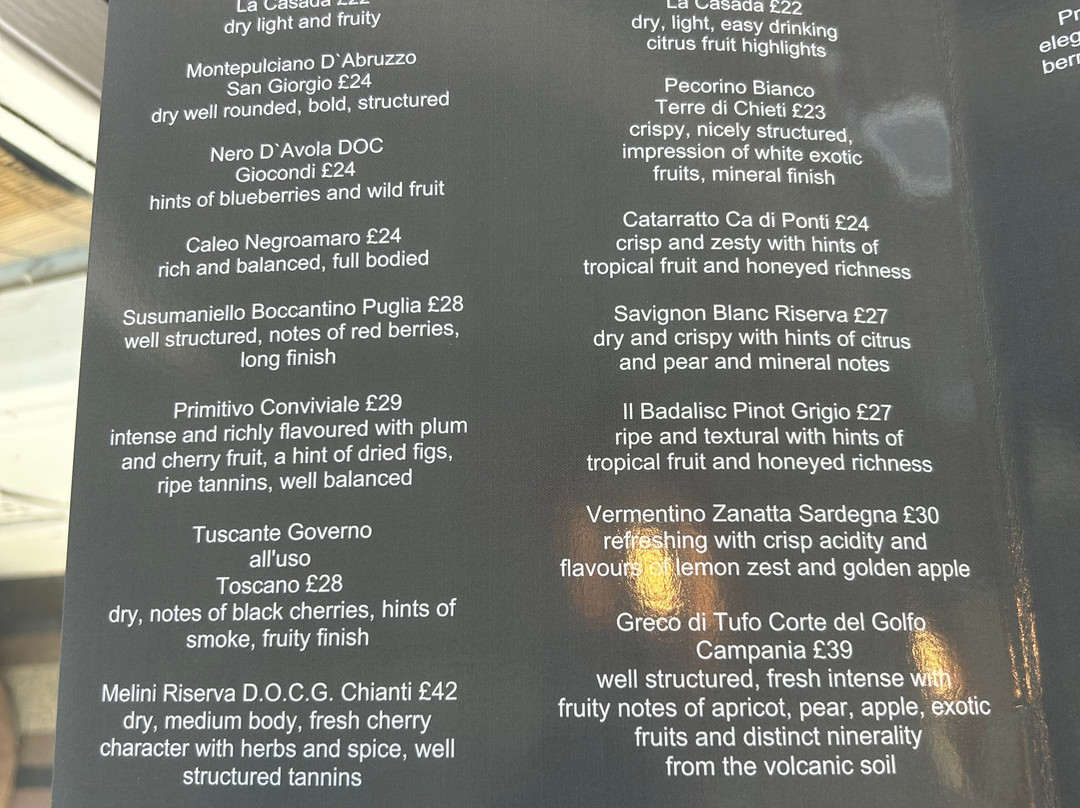 La Casada £22
dry light and fruity
Montepulciano D`Abruzzo
San Giorgio £24
dry well rounded, bold, structured
Nero D`Avola DOC
Giocondi £24
hints of blueberries and wild fruit
Caleo Negroamaro £24
rich and balanced, full bodied
Susumaniello Boccantino Puglia £28
well structured, notes of red berries,
long finish
Primitivo Conviviale £29
intense and richly flavoured with plum
and cherry fruit, a hint of dried figs,
ripe tannins, well balanced
Tuscante Governo
all'uso
Toscano £28
dry, notes of black cherries, hints of
smoke, fruity finish
Melini Riserva D.O.C.G. Chianti £42
dry, medium body, fresh cherry
character with herbs and spice, well
structured tannins
La Casada £22
dry, light, easy drinking
citrus fruit highlights
Pecorino Bianco
Terre di Chieti £23
crispy, nicely structured,
impression of white exotic
fruits, mineral finish
Catarratto Ca di Ponti £24
crisp and zesty with hints of
tropical fruit and honeyed richness
Savignon Blanc Riserva £27
dry and crispy with hints of citrus
and pear and mineral notes
Il Badalisc Pinot Grigio £27
ripe and textural with hints of
tropical fruit and honeyed richness
Vermentino Zanatta Sardegna £30
refreshing with crisp acidity and
flavours of lemon zest and golden apple
Greco di Tufo Corte del Golfo
Campania £39
well structured, fresh intense with
fruity notes of apricot, pear, apple, exotic
fruits and distinct ninerality
from the volcanic soil